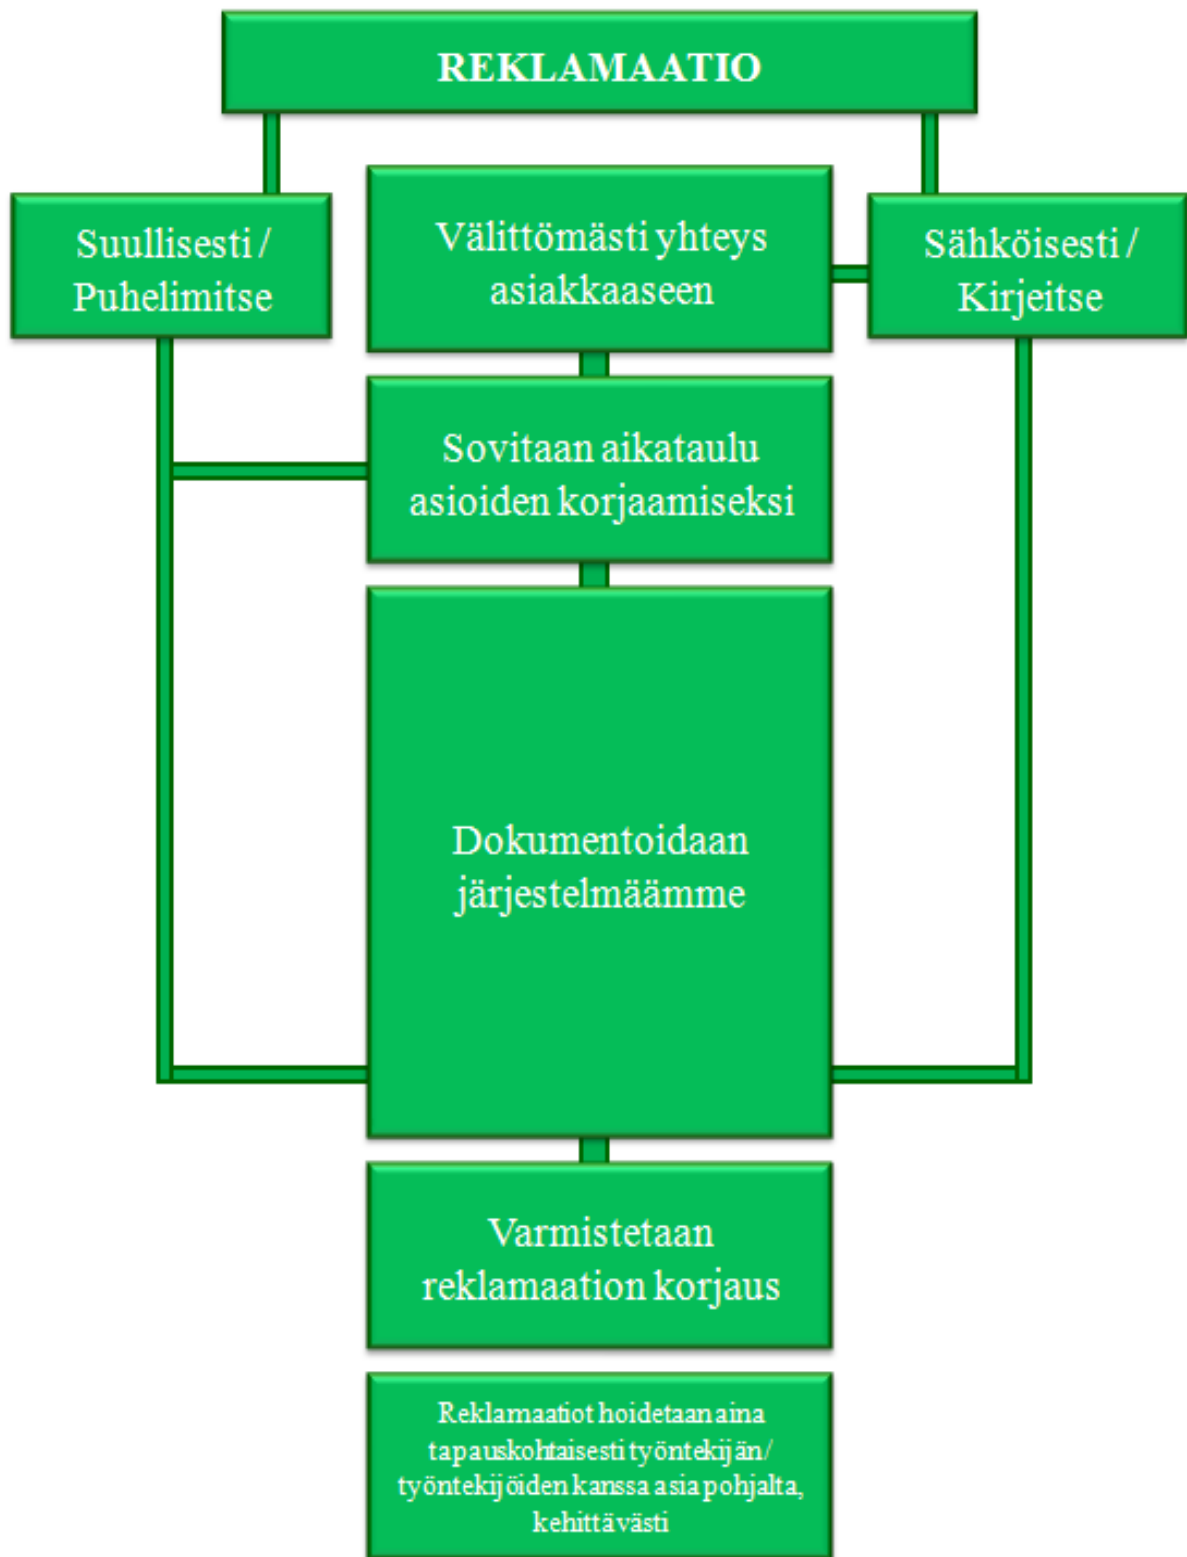 REKLAMAATIO
Suullisesti /
Puhelimitse
Välittömästi yhteys
asiakkaaseen
Sähköisesti /
Kirjeitse
Sovitaan aikataulu
asioiden korjaamiseksi
Dokumentoidaan
järjestelmäämme
Varmistetaan
reklamaation korjaus
Reklamaatiot hoidetaan aina
tapauskohtaisesti työntekijän /
työntekijöiden kanssa asia pohjalta,
kehittävästi